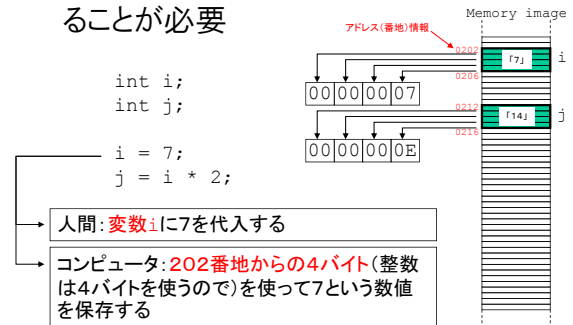 ることが必要
Memory image
アドレス(番地)情報
0202
「7」
i
0206
00 00 00 07
0212
「14」
j
0216
00 00 00 0E
int i;
int j;
i = 7;
j = i * 2;
人間:変数iに7を代入する
コンピュータ:202番地からの4バイト(整数
は4バイトを使うので)を使って7という数値
を保存する